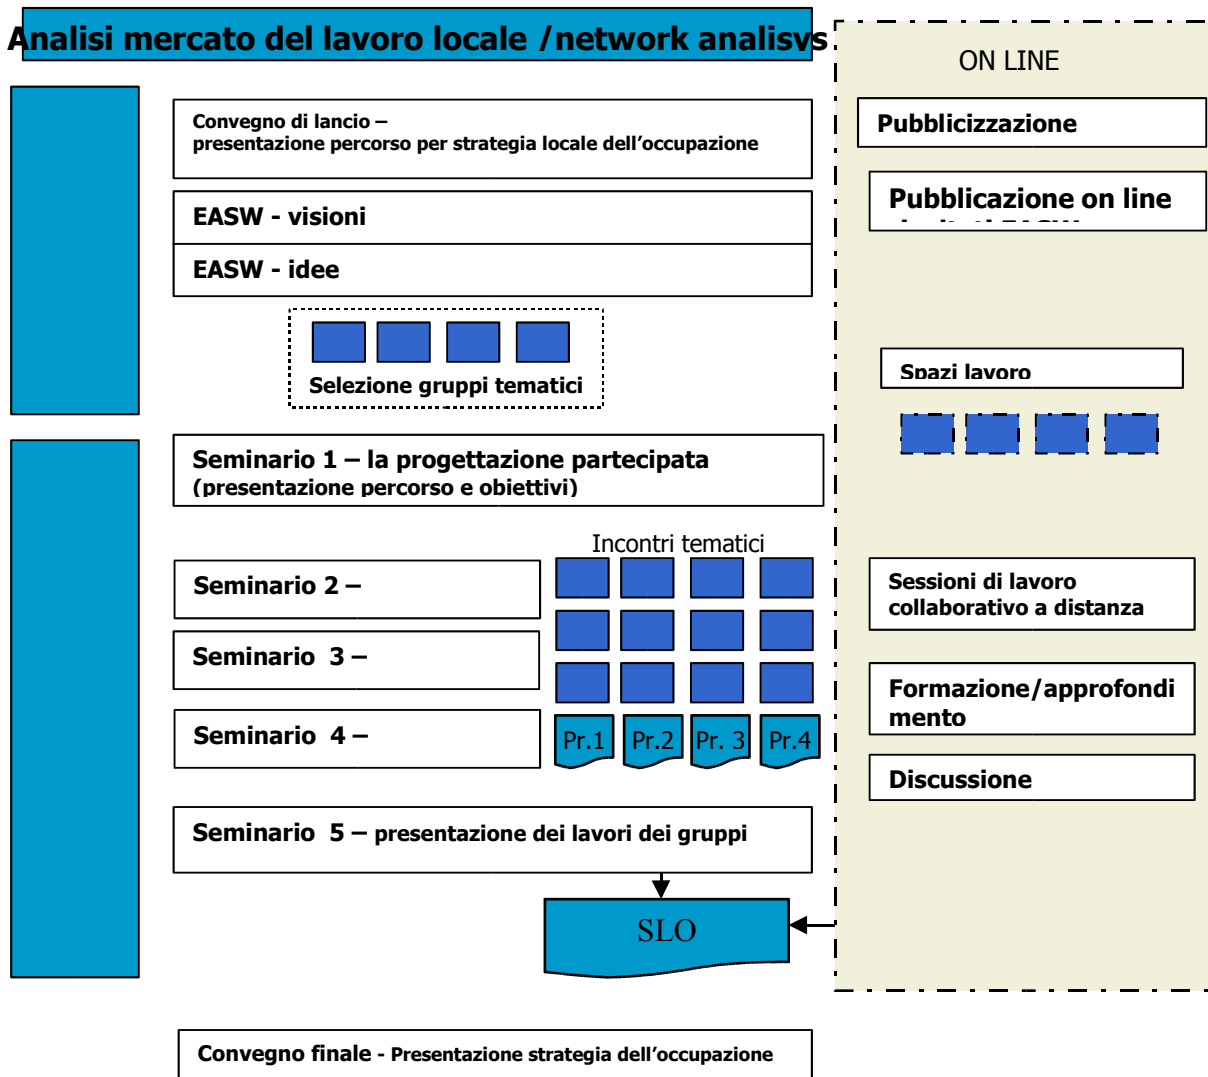 Analisi mercato del lavoro locale /network analisys
ON LINE
Convegno di lancio –
presentazione percorso per strategia locale dell’occupazione
Pubblicizzazione
EASW - visioni
Pubblicazione on line
EASW - idee
Selezione gruppi tematici
Spazi lavoro
Seminario 1 – la progettazione partecipata
(presentazione percorso e obiettivi)
Incontri tematici
Seminario 2 –
Sessioni di lavoro
collaborativo a distanza
Seminario 3 –
Formazione/approfondi
mento
Seminario 4 –
Pr.1 Pr.2 Pr. 3 Pr.4
Discussione
Seminario 5 – presentazione dei lavori dei gruppi
SLO
Convegno finale - Presentazione strategia dell’occupazione